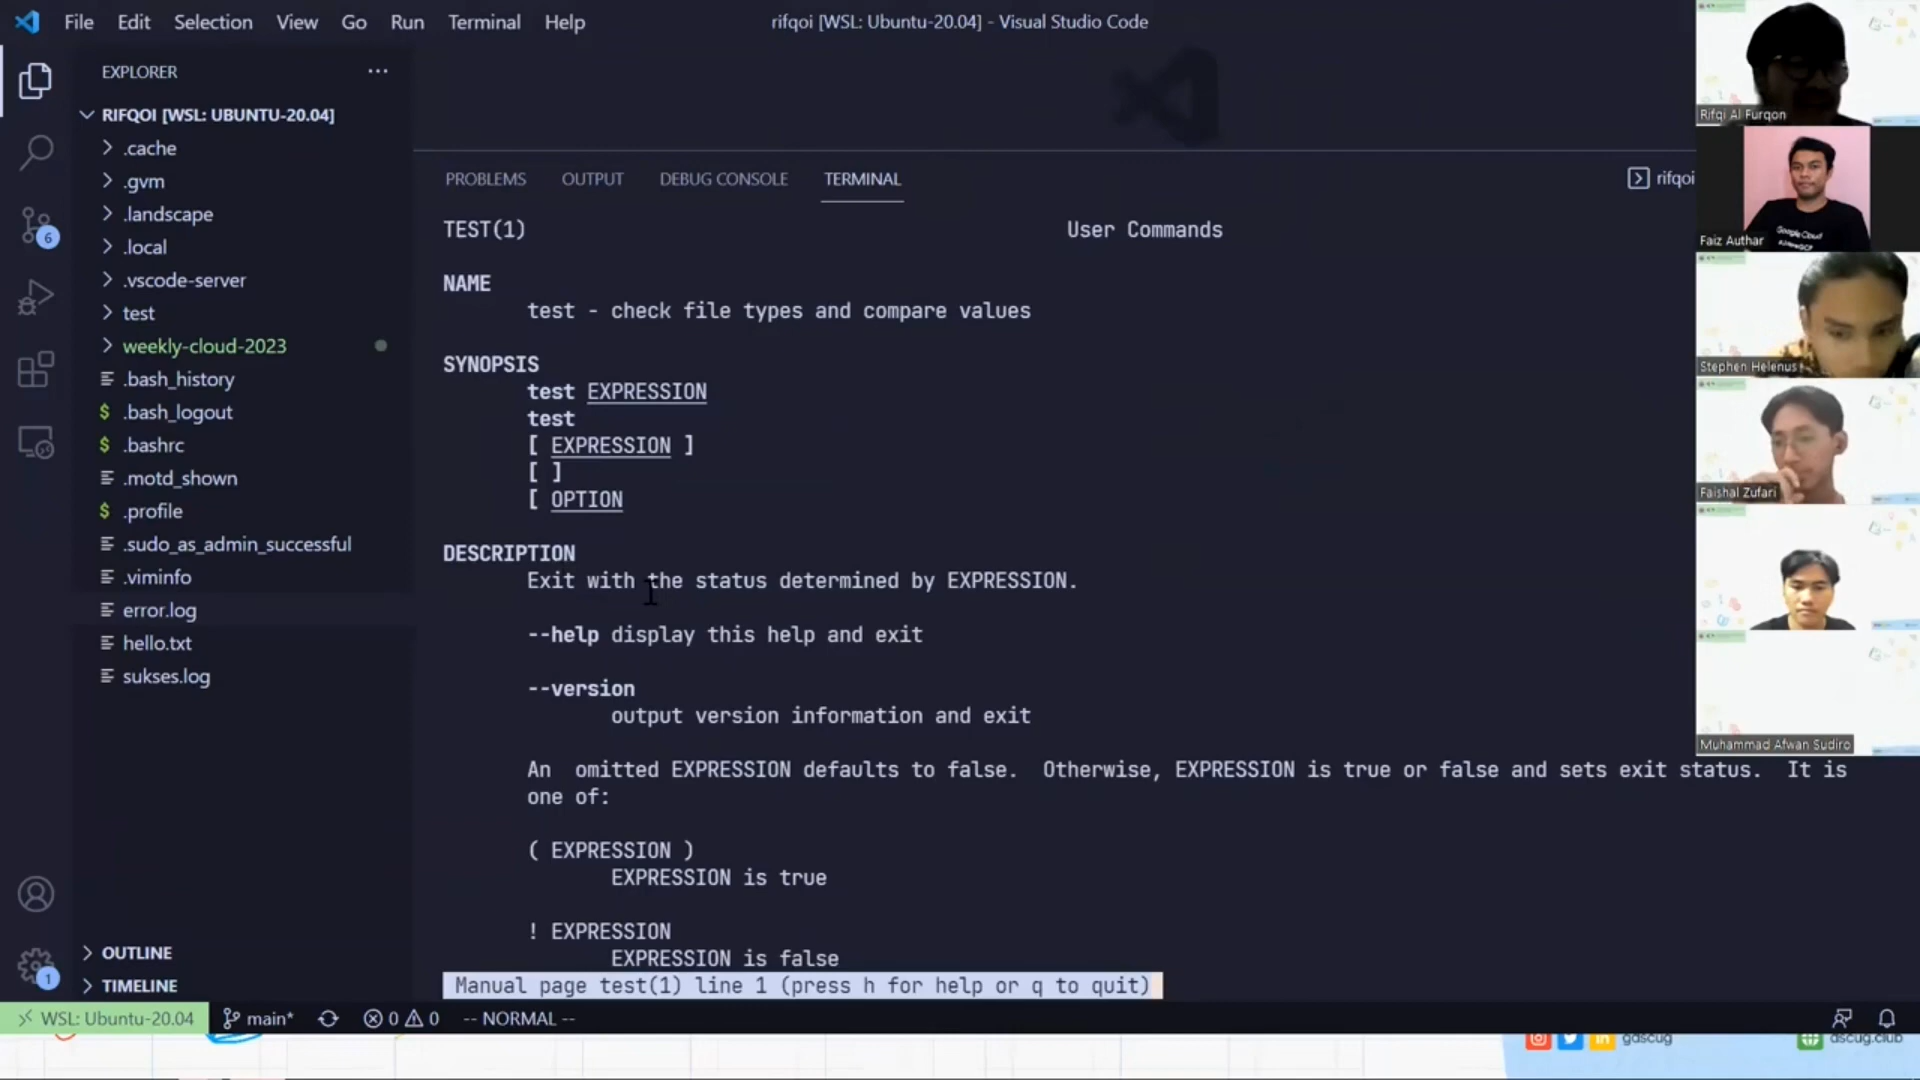 File Edit Selection View Go Run Terminal Help
rifqoi [WSL: Ubuntu-20.04] - Visual Studio Code
EXPLORER
RIFQOI [WSL: UBUNTU-20.04]
.cache
.gvm
.landscape
.local
.vscode-server
test
weekly-cloud-2023
.bash_history
$ .bash_logout
$ .bashrc
.motd_shown
$ .profile
.sudo_as_admin_successful
.viminfo
error.log
hello.txt
sukses.log
OUTLINE
TIMELINE
6
1
PROBLEMS OUTPUT DEBUG CONSOLE TERMINAL
rifqoi
TEST(1) User Commands
NAME
test - check file types and compare values
SYNOPSIS
test EXPRESSION
test
[ EXPRESSION ]
[ ]
[ OPTION
DESCRIPTION
Exit with the status determined by EXPRESSION.
--help display this help and exit
--version
output version information and exit
An omitted EXPRESSION defaults to false. Otherwise, EXPRESSION is true or false and sets exit status. It is
one of:
( EXPRESSION )
EXPRESSION is true
! EXPRESSION
EXPRESSION is false
Manual page test(1) line 1 (press h for help or q to quit)
WSL: Ubuntu-20.04 main* 0 0 -- NORMAL --
Rifqi Al Furqon
Google Cloud
Faiz Authar
Stephen Helenus
Faishal Zufari
Muhammad Afwan Sudiro
gdscug
dscug.club